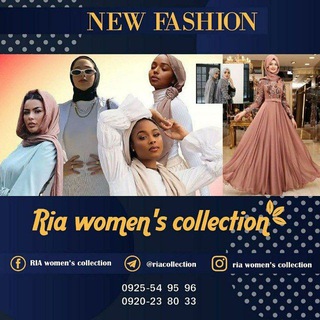 NEW FASHION
Ria women's collection
RIA women's collection
@riacollection
ria women's collection
0925-54 95 96
0920-23 80 33